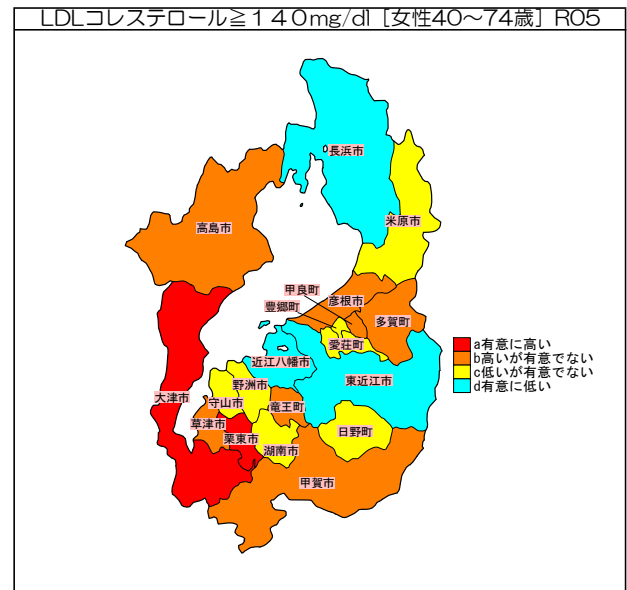 LDLコレステロール≧１４０mg/dl［女性40～74歳］R05
長浜市
米原市
高島市
甲良町
豊郷町
彦根市
多賀町
愛荘町
a有意に高い
b高いが有意でない
c低いが有意でない
d有意に低い
近江八幡市
東近江市
野洲市
大津市
守山市
竜王町
草津市
栗東市
日野町
湖南市
甲賀市